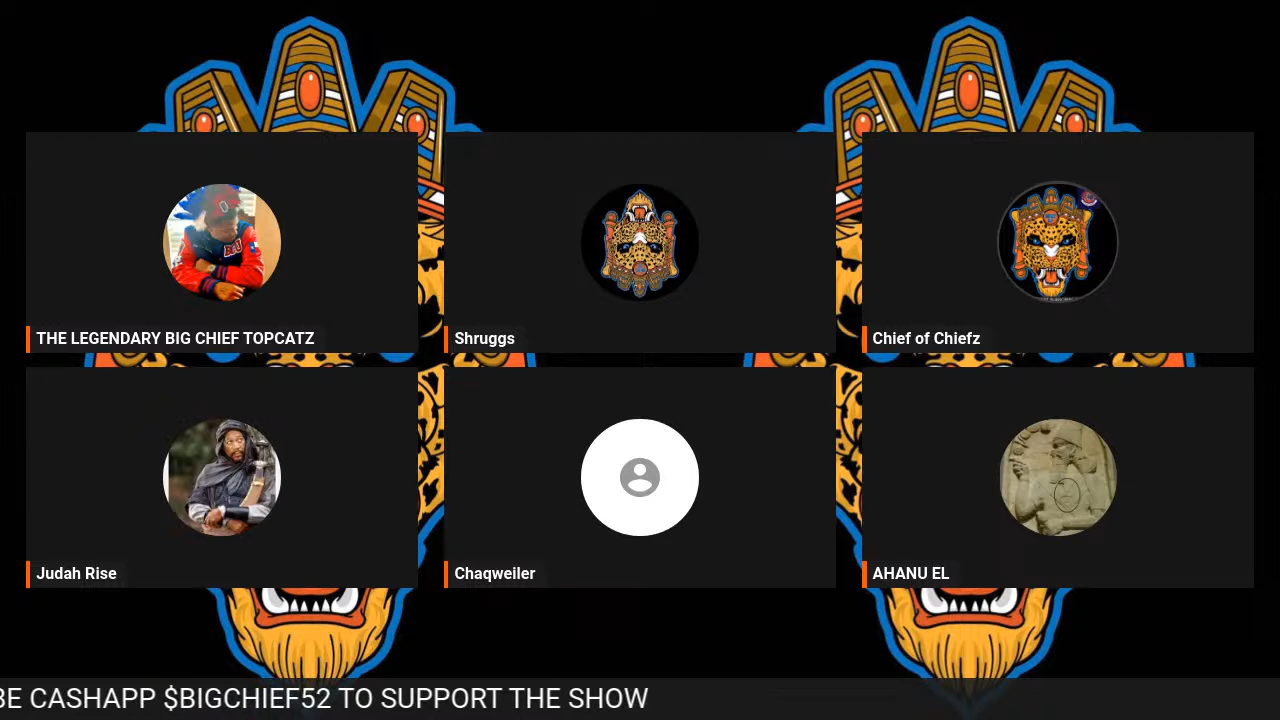 THE LEGENDARY BIG CHIEF TOPCATZ
Shruggs
Chief of Chiefz
Judah Rise
Chaqweiler
AHANU EL
BE CASHAPP $BIGCHIEF52 TO SUPPORT THE SHOW